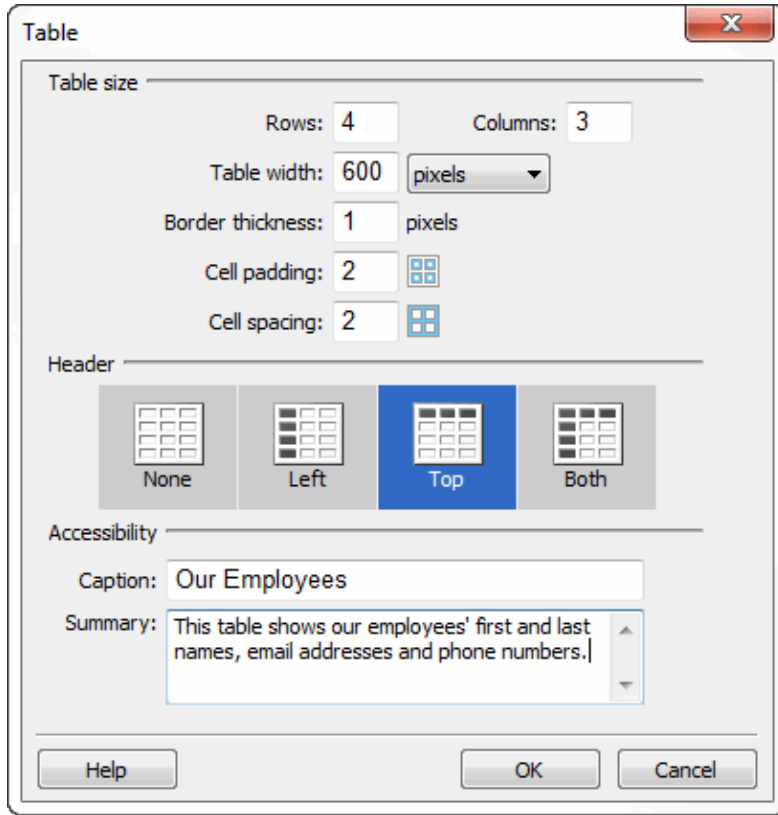 Table
Table size
Rows: 4 Columns: 3
Table width: 600 pixels
Border thickness: 1 pixels
Cell padding: 2
Cell spacing: 2
Header
None Left Top Both
Accessibility
Caption: Our Employees
Summary: This table shows our employees' first and last
names, email addresses and phone numbers.
Help OK Cancel